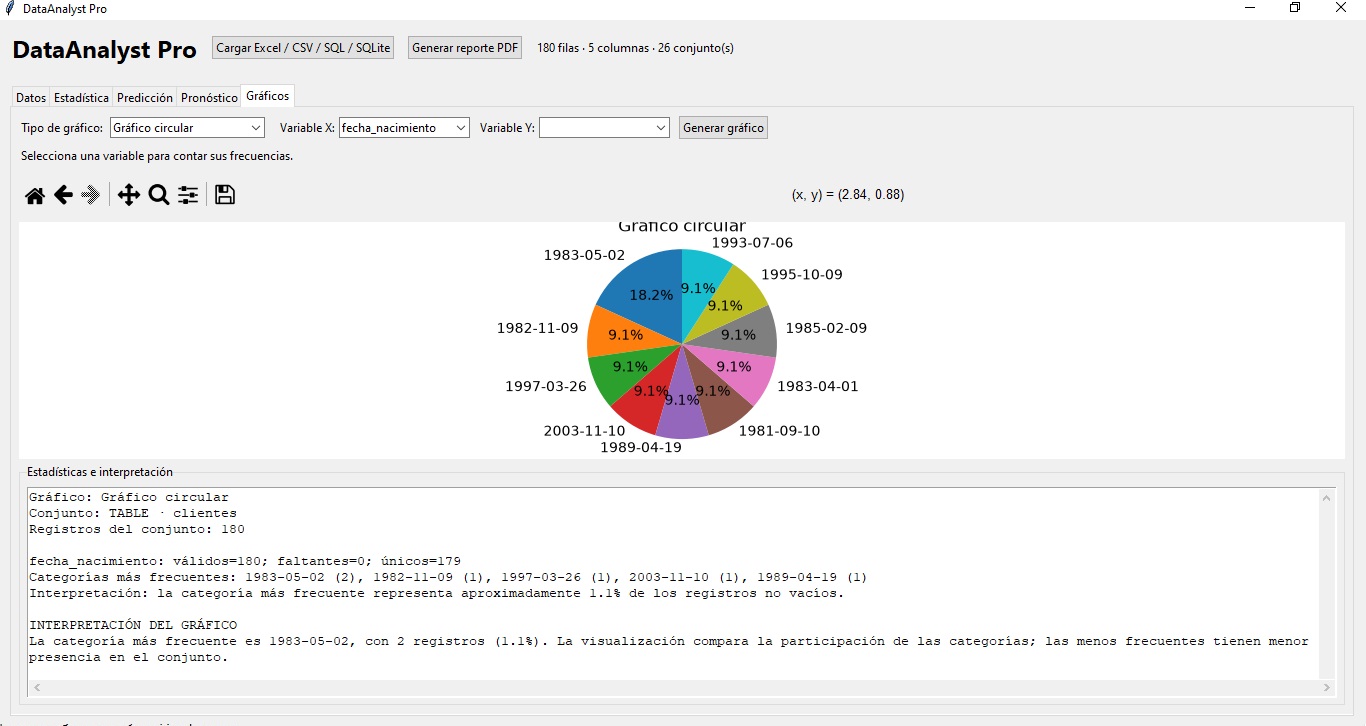 DataAnalyst Pro
DataAnalyst Pro Cargar Excel / CSV / SQL / SQLite Generar reporte PDF 180 filas · 5 columnas · 26 conjunto(s)
Datos Estadística Predicción Pronóstico Gráficos
Tipo de gráfico: Gráfico circular Variable X: fecha_nacimiento Variable Y: Generar gráfico
Selecciona una variable para contar sus frecuencias.
(x, y) = (2.84, 0.88)
Gráfico circular
1993-07-06
1983-05-02
1995-10-09
18.2% 9.1%
9.1%
1982-11-09 9.1% 9.1% 1985-02-09
9.1% 9.1%
1997-03-26 1983-04-01
9.1% 9.1%
9.1%
2003-11-10 1981-09-10
1989-04-19
Estadísticas e interpretación
Gráfico: Gráfico circular
Conjunto: TABLE · clientes
Registros del conjunto: 180
fecha_nacimiento: válidos=180; faltantes=0; únicos=179
Categorías más frecuentes: 1983-05-02 (2), 1982-11-09 (1), 1997-03-26 (1), 2003-11-10 (1), 1989-04-19 (1)
Interpretación: la categoría más frecuente representa aproximadamente 1.1% de los registros no vacíos.
INTERPRETACIÓN DEL GRÁFICO
La categoría más frecuente es 1983-05-02, con 2 registros (1.1%). La visualización compara la participación de las categorías; las menos frecuentes tienen menor
presencia en el conjunto.